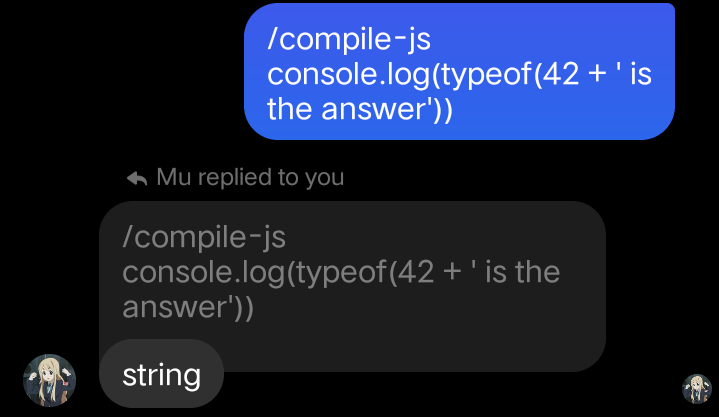 /compile-js
console.log(typeof(42 + ' is
the answer'))
Mu replied to you
/compile-js
console.log(typeof(42 + ' is the
answer'))
string